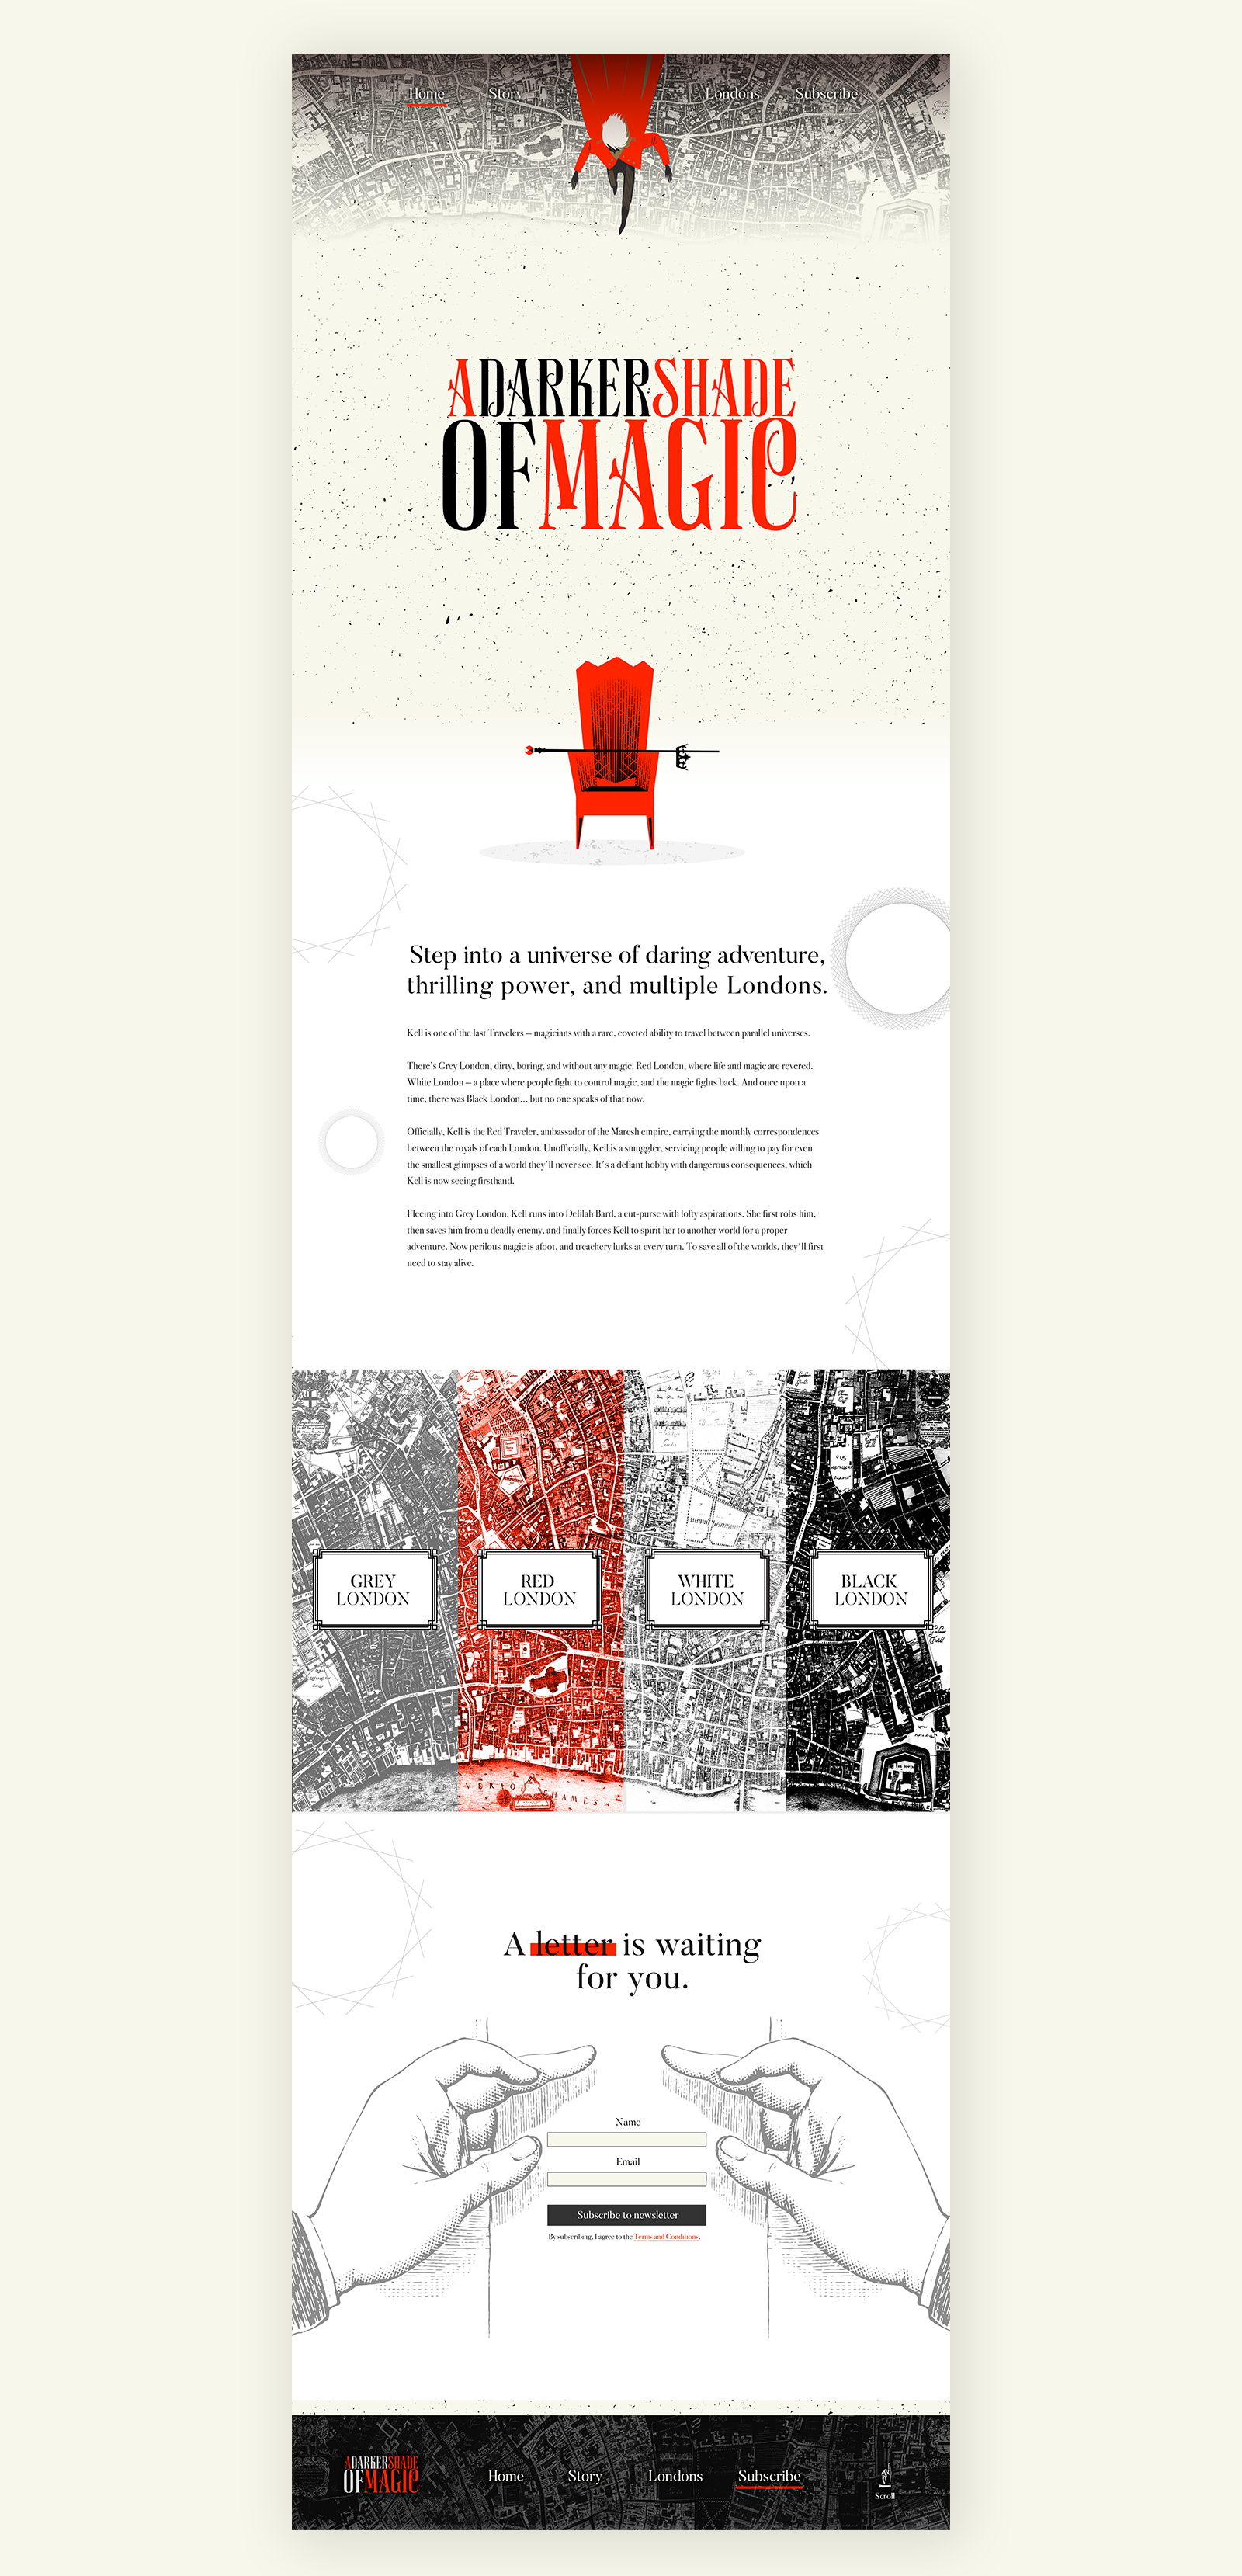 Home Story Londons Subscribe
A DARKER SHADE
OF MAGIC
Step into a universe of daring adventure,
thrilling power, and multiple Londons.
Kell is one of the last Travelers – magicians with a rare, coveted ability to travel between parallel universes.
There's Grey London, dirty, boring, and without any magic. Red London, where life and magic are revered.
White London – a place where people fight to control magic, and the magic fights back. And once upon a
time, there was Black London... but no one speaks of that now.
Officially, Kell is the Red Traveler, ambassador of the Maresh empire, carrying the monthly correspondences
between the royals of each London. Unofficially, Kell is a smuggler, servicing people willing to pay for even
the smallest glimpses of a world they'll never see. It's a defiant hobby with dangerous consequences, which
Kell is now seeing firsthand.
Fleeing into Grey London, Kell runs into Delilah Bard, a cut-purse with lofty aspirations. She first robs him,
then saves him from a deadly enemy, and finally forces Kell to spirit her to another world for a proper
adventure. Now perilous magic is afoot, and treachery lurks at every turn. To save all of the worlds, they'll first
need to stay alive.
GREY
LONDON
RED
LONDON
WHITE
LONDON
BLACK
LONDON
A letter is waiting
for you.
Name
Email
Subscribe to newsletter
By subscribing, I agree to the Terms and Conditions.
A DARKER SHADE
OF MAGIC
Home Story Londons Subscribe
Scroll